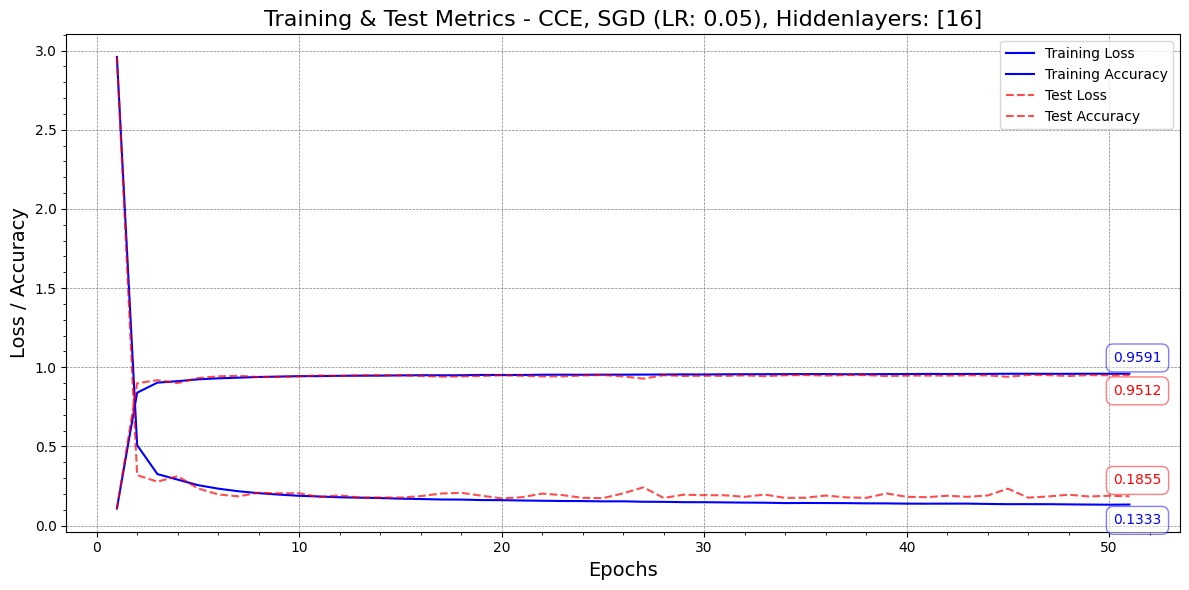 Training & Test Metrics - CCE, SGD (LR: 0.05), Hiddenlayers: [16]
Training Loss
Training Accuracy
Test Loss
Test Accuracy
Loss / Accuracy
3.0
2.5
2.0
1.5
1.0
0.5
0.0
0.9591
0.9512
0.1855
0.1333
0
10
20
30
40
50
Epochs